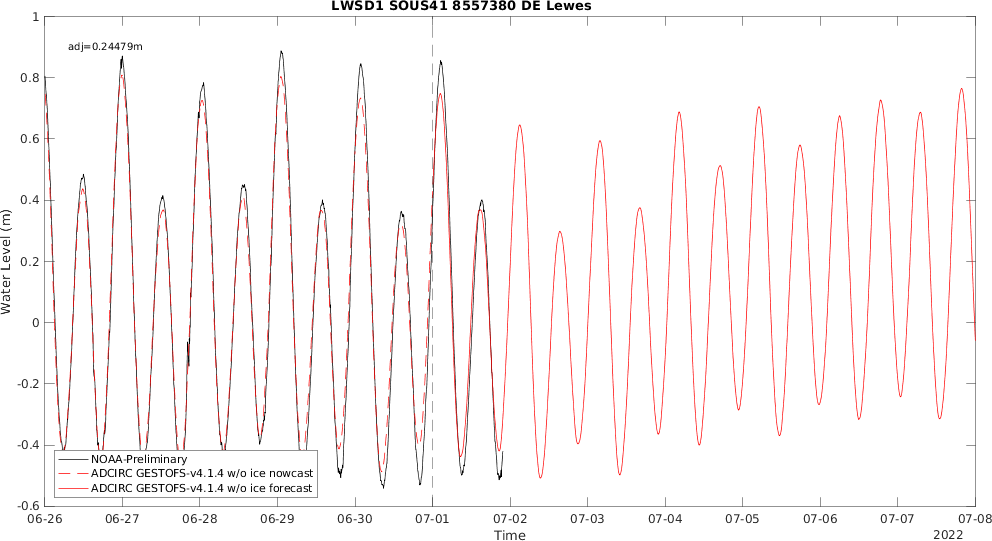 LWSD1 SOUS41 8557380 DE Lewes
adj=0.24479m
1
0.8
0.6
0.4
0.2
0
-0.2
-0.4
-0.6
Water Level (m)
NOAA-Preliminary
ADCIRC GESTOFS-v4.1.4 w/o ice nowcast
ADCIRC GESTOFS-v4.1.4 w/o ice forecast
06-26 06-27 06-28 06-29 06-30 07-01 07-02 07-03 07-04 07-05 07-06 07-07 07-08
Time
2022